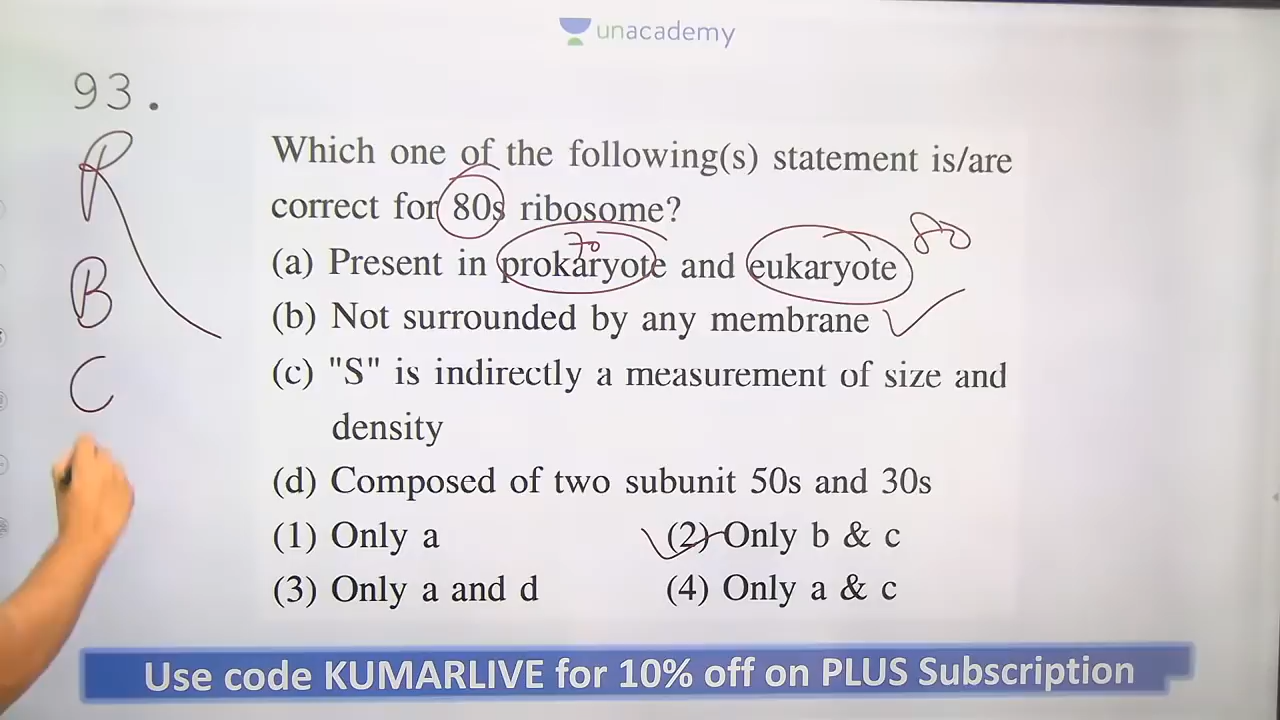 unacademy
93.
R
B
C
Which one of the following(s) statement is/are
correct for 80s ribosome?
70
80
(a) Present in prokaryote and eukaryote
(b) Not surrounded by any membrane
(c) "S" is indirectly a measurement of size and
density
(d) Composed of two subunit 50s and 30s
(1) Only a
(2) Only b & c
(3) Only a and d
(4) Only a & c
Use code KUMARLIVE for 10% off on PLUS Subscription